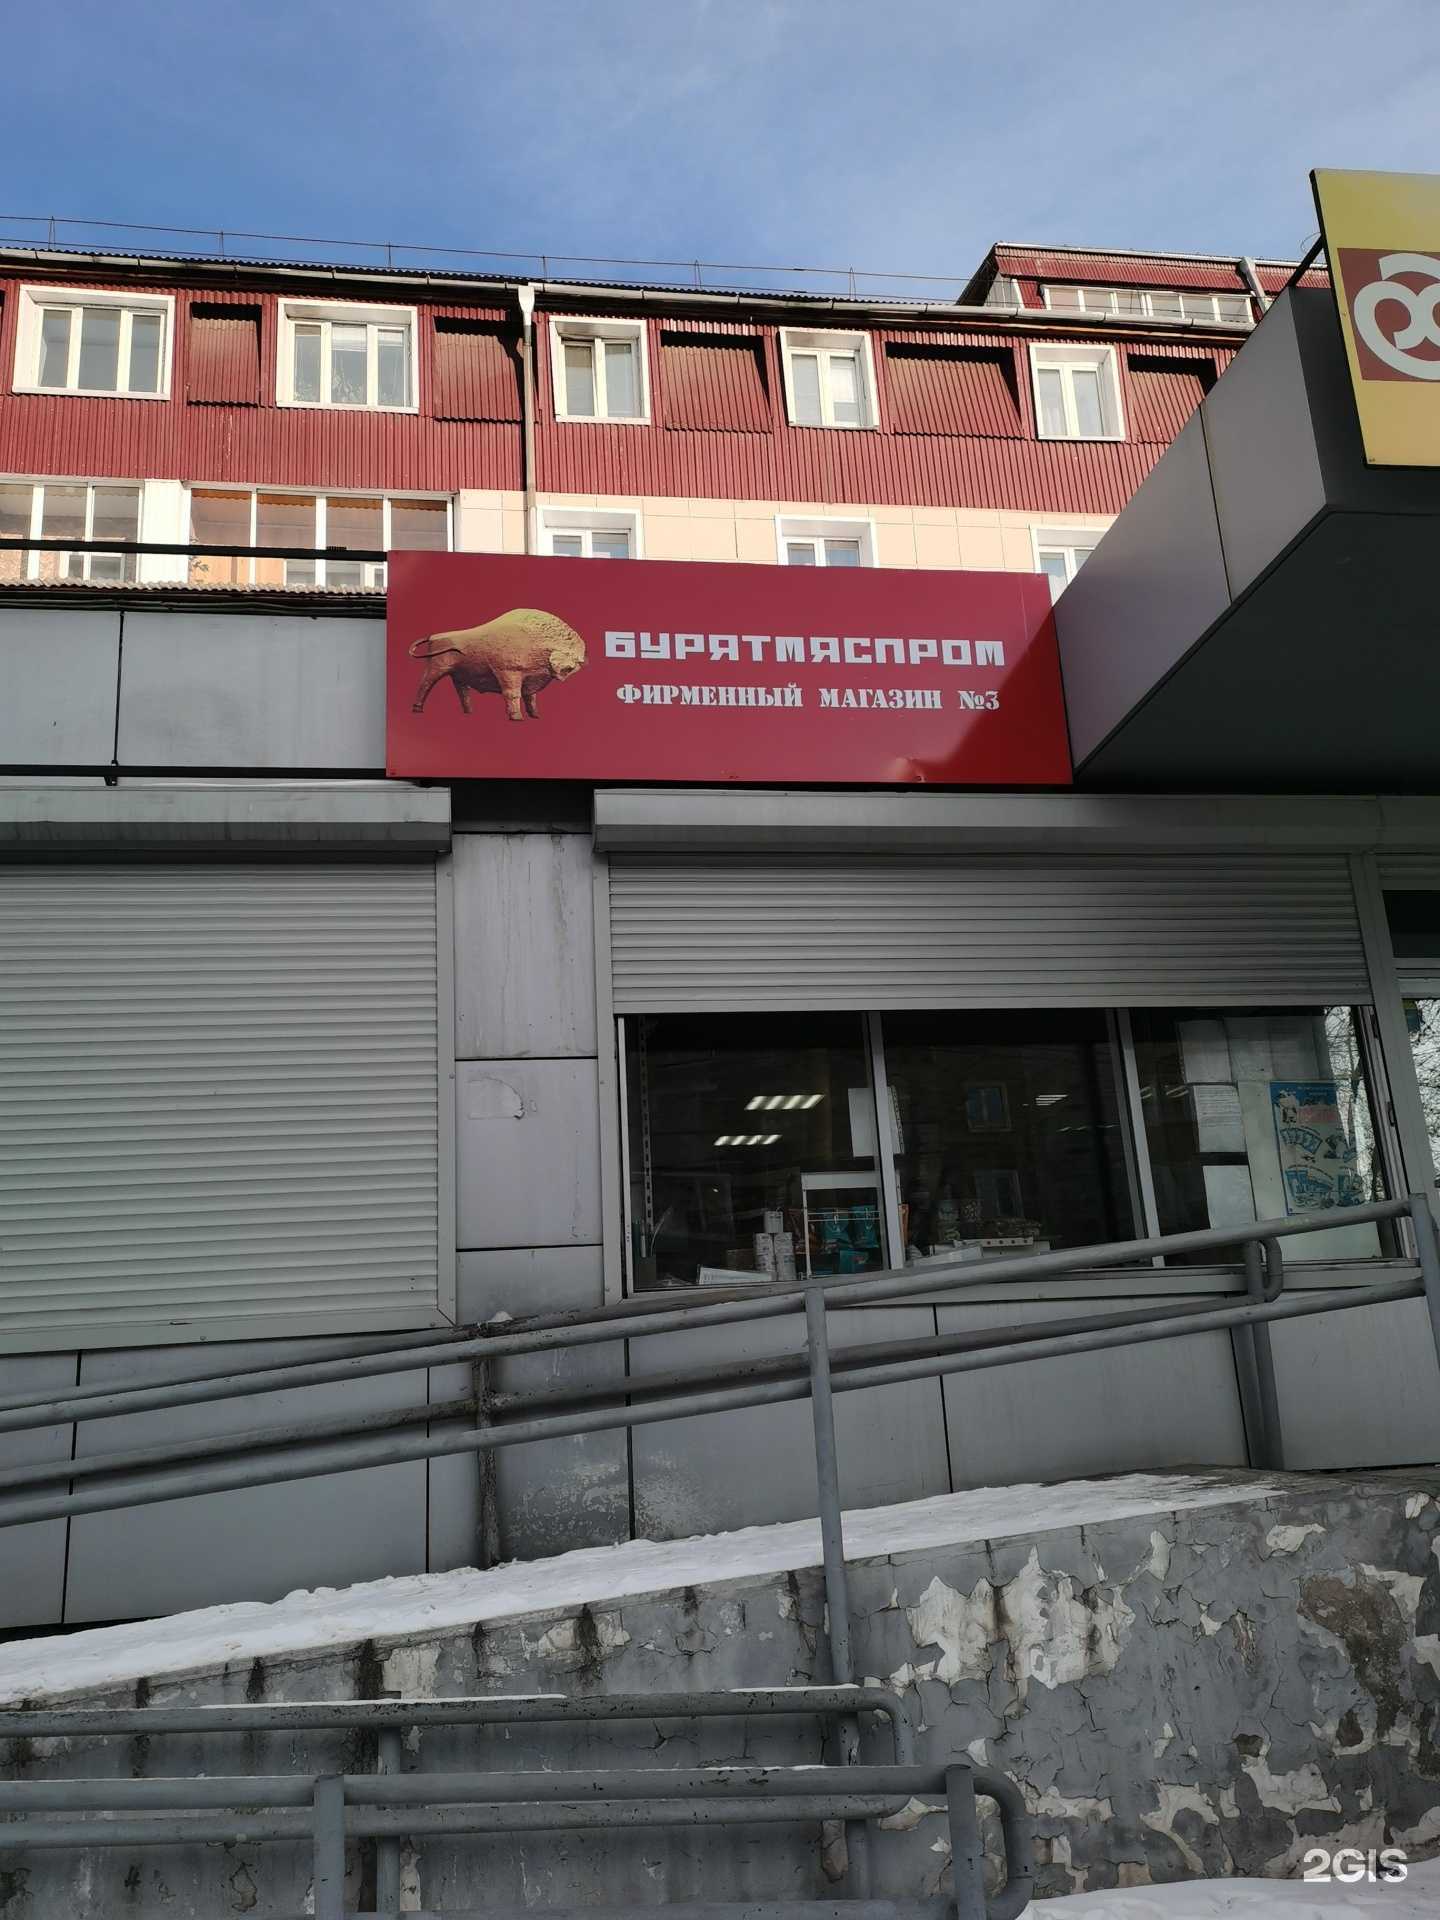 БУРЯТМЯСПРОМ
ФИРМЕННЫЙ МАГАЗИН №3
2GIS